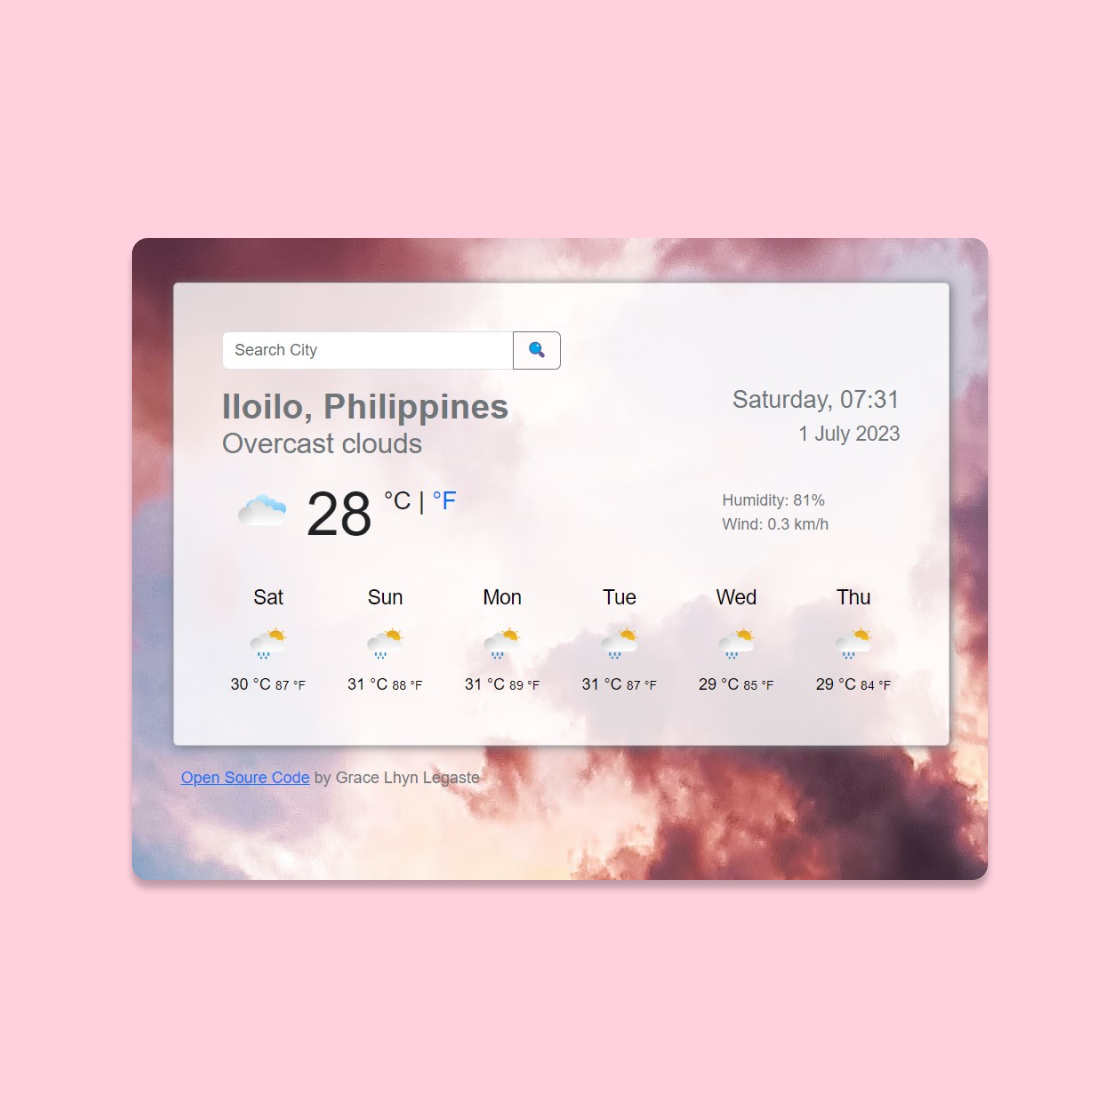 Search City
Iloilo, Philippines
Overcast clouds
Saturday, 07:31
1 July 2023
28 °C | °F
Humidity: 81%
Wind: 0.3 km/h
Sat Sun Mon Tue Wed Thu
30 °C 87 °F 31 °C 88 °F 31 °C 89 °F 31 °C 87 °F 29 °C 85 °F 29 °C 84 °F
Open Soure Code by Grace Lhyn Legaste